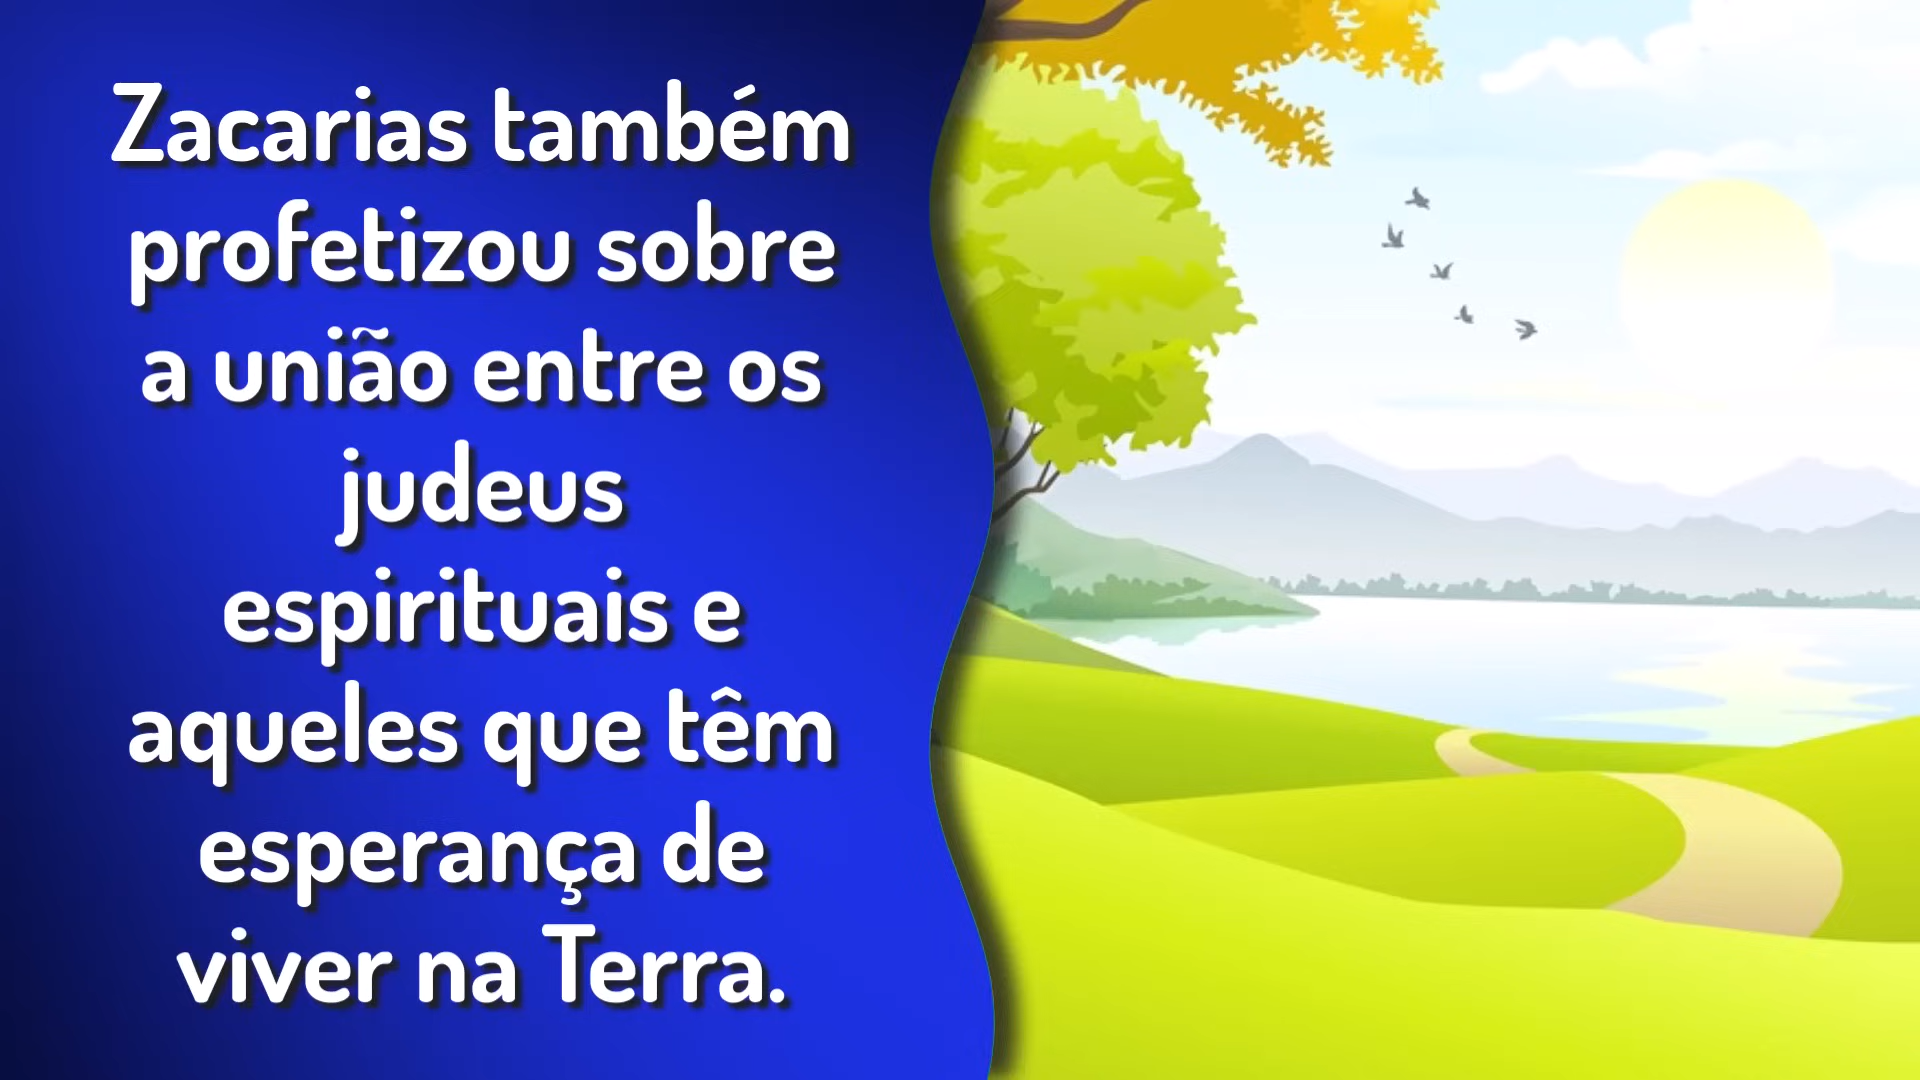 Zacarias também
profetizou sobre
a união entre os
judeus
espirituais e
aqueles que têm
esperança de
viver na Terra.